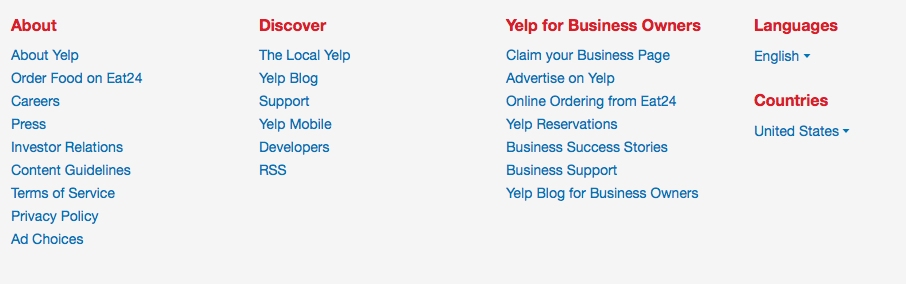 About
About Yelp
Order Food on Eat24
Careers
Press
Investor Relations
Content Guidelines
Terms of Service
Privacy Policy
Ad Choices
Discover
The Local Yelp
Yelp Blog
Support
Yelp Mobile
Developers
RSS
Yelp for Business Owners
Claim your Business Page
Advertise on Yelp
Online Ordering from Eat24
Yelp Reservations
Business Success Stories
Business Support
Yelp Blog for Business Owners
Languages
English
Countries
United States